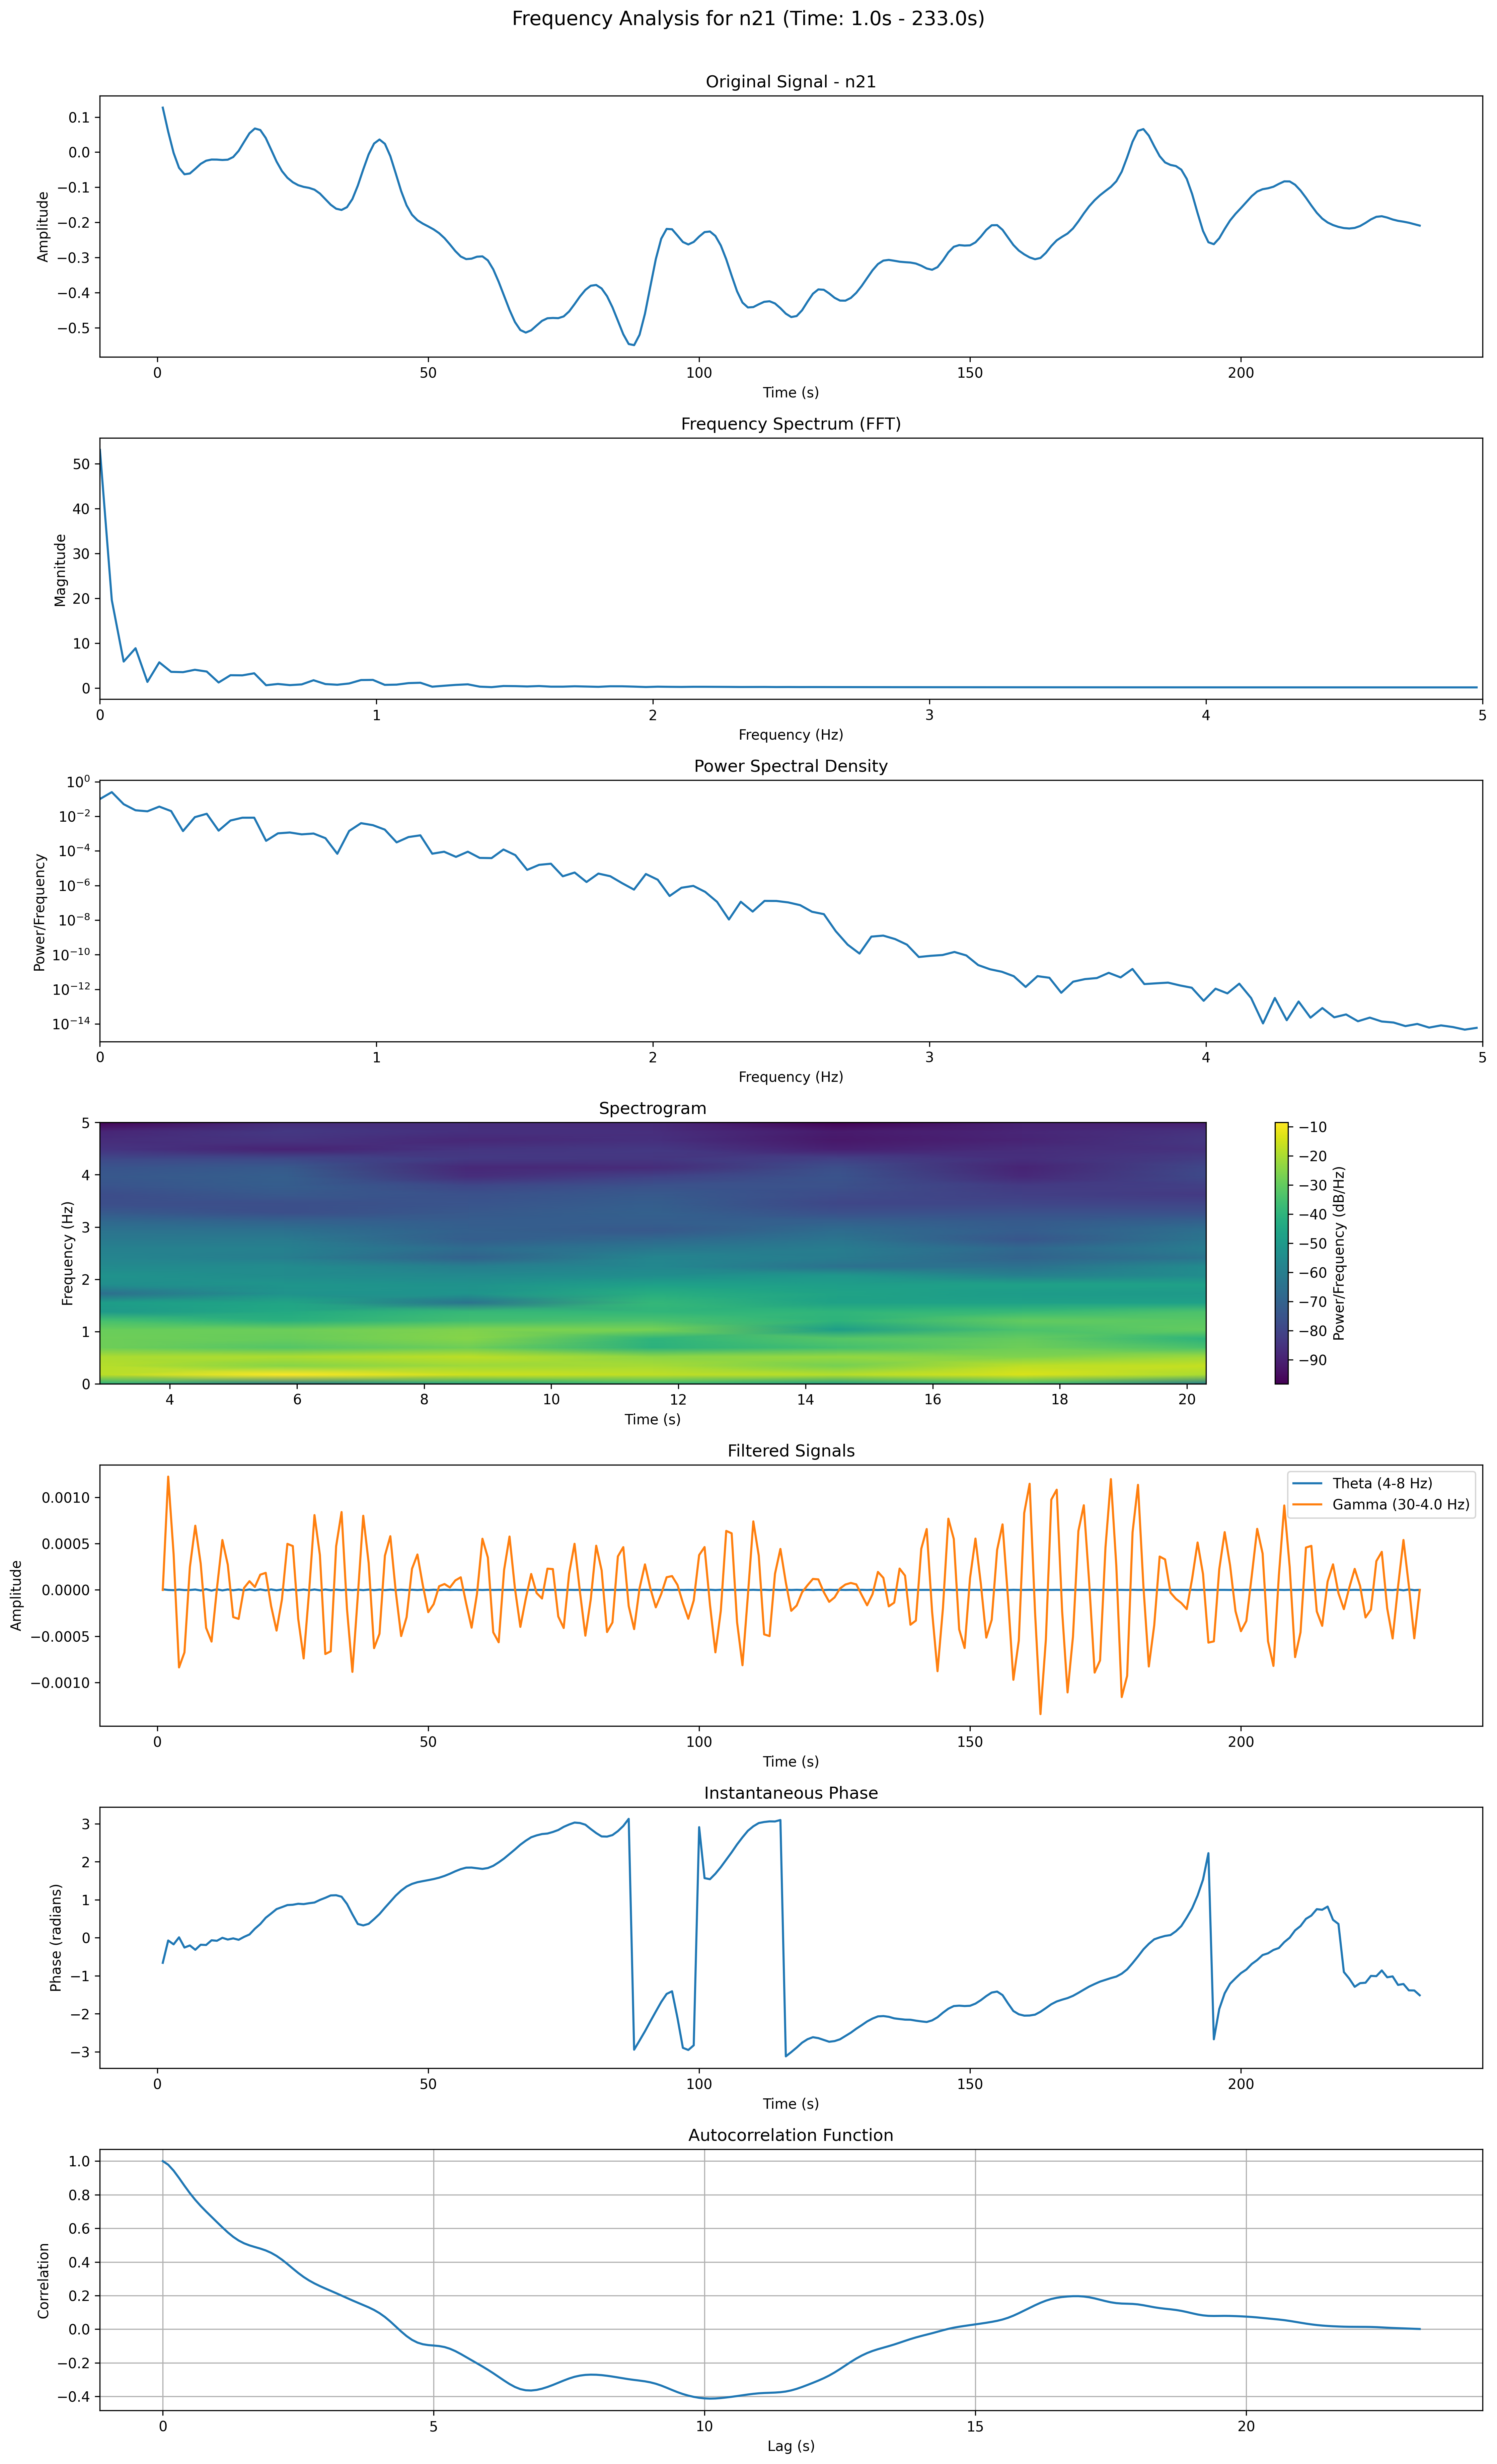 Frequency Analysis for n21 (Time: 1.0s - 233.0s)
Original Signal - n21
Amplitude
0.1
0.0
−0.1
−0.2
−0.3
−0.4
−0.5
0 50 100 150 200
Time (s)
Frequency Spectrum (FFT)
Magnitude
50
40
30
20
10
0
0 1 2 3 4 5
Frequency (Hz)
Power Spectral Density
Power/Frequency
10⁰
10⁻²
10⁻⁴
10⁻⁶
10⁻⁸
10⁻¹⁰
10⁻¹²
10⁻¹⁴
0 1 2 3 4 5
Frequency (Hz)
Spectrogram
Frequency (Hz)
5
4
3
2
1
0
4 6 8 10 12 14 16 18 20
Time (s)
−10
−20
−30
−40
−50
−60
−70
−80
−90
Power/Frequency (dB/Hz)
Filtered Signals
Amplitude
0.0010
0.0005
0.0000
−0.0005
−0.0010
Theta (4-8 Hz)
Gamma (30-4.0 Hz)
0 50 100 150 200
Time (s)
Instantaneous Phase
Phase (radians)
3
2
1
0
−1
−2
−3
0 50 100 150 200
Time (s)
Autocorrelation Function
Correlation
1.0
0.8
0.6
0.4
0.2
0.0
−0.2
−0.4
0 5 10 15 20
Lag (s)